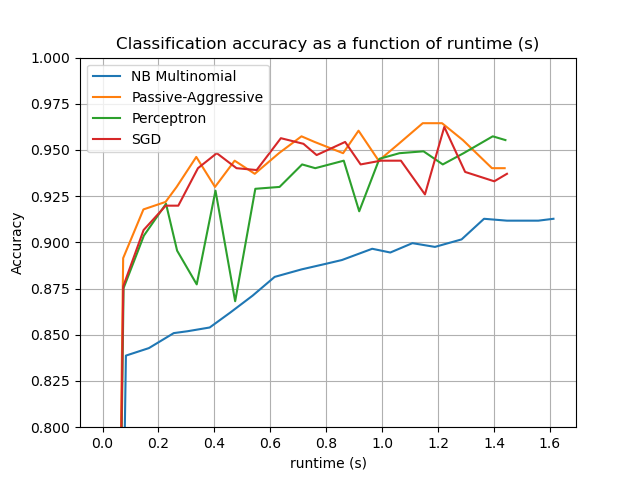 Classification accuracy as a function of runtime (s)
NB Multinomial
Passive-Aggressive
Perceptron
SGD
Accuracy
1.000
0.975
0.950
0.925
0.900
0.875
0.850
0.825
0.800
0.0 0.2 0.4 0.6 0.8 1.0 1.2 1.4 1.6
runtime (s)